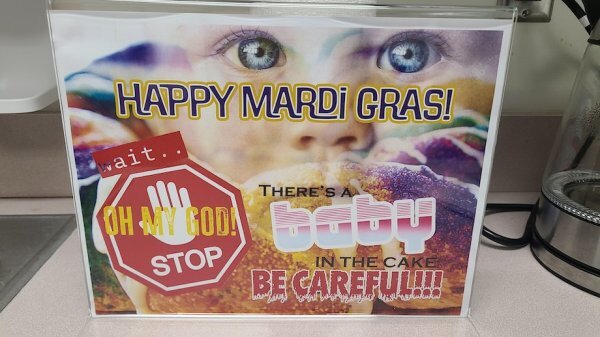 HAPPY MARDi GRAS!
wait..
OH MY GOD!
STOP
THERE'S A
baby
IN THE CAKE
BE CAREFUL!!!